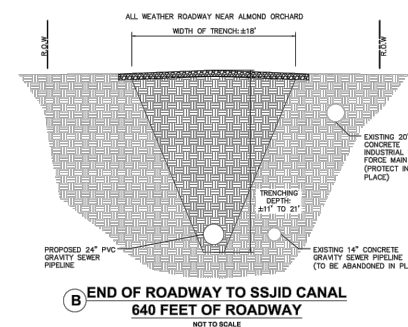 ALL WEATHER ROADWAY NEAR ALMOND ORCHARD
R.O.W
WIDTH OF TRENCH: ±18'
R.O.W
EXISTING 20"
CONCRETE
INDUSTRIAL
FORCE MAIN
(PROTECT IN
PLACE)
TRENCHING
DEPTH:
±11' TO 21'
PROPOSED 24" PVC
GRAVITY SEWER
PIPELINE
EXISTING 14" CONCRETE
GRAVITY SEWER PIPELINE
(TO BE ABANDONED IN PL
B END OF ROADWAY TO SSJID CANAL
640 FEET OF ROADWAY
NOT TO SCALE